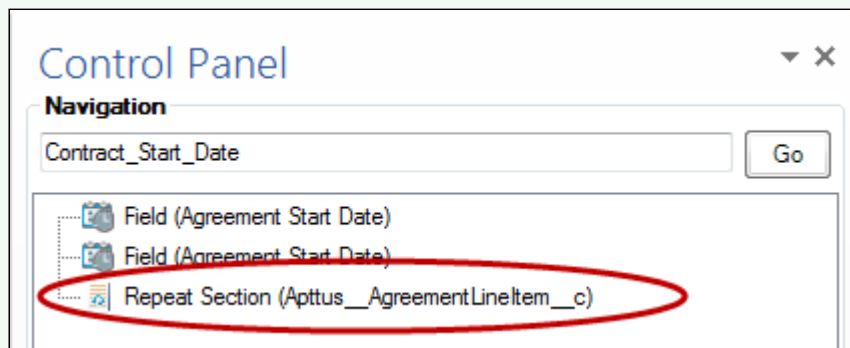 Control Panel
Navigation
Contract_Start_Date
Go
Field (Agreement Start Date)
Field (Agreement Start Date)
Repeat Section (Apttus__AgreementLineItem__c)